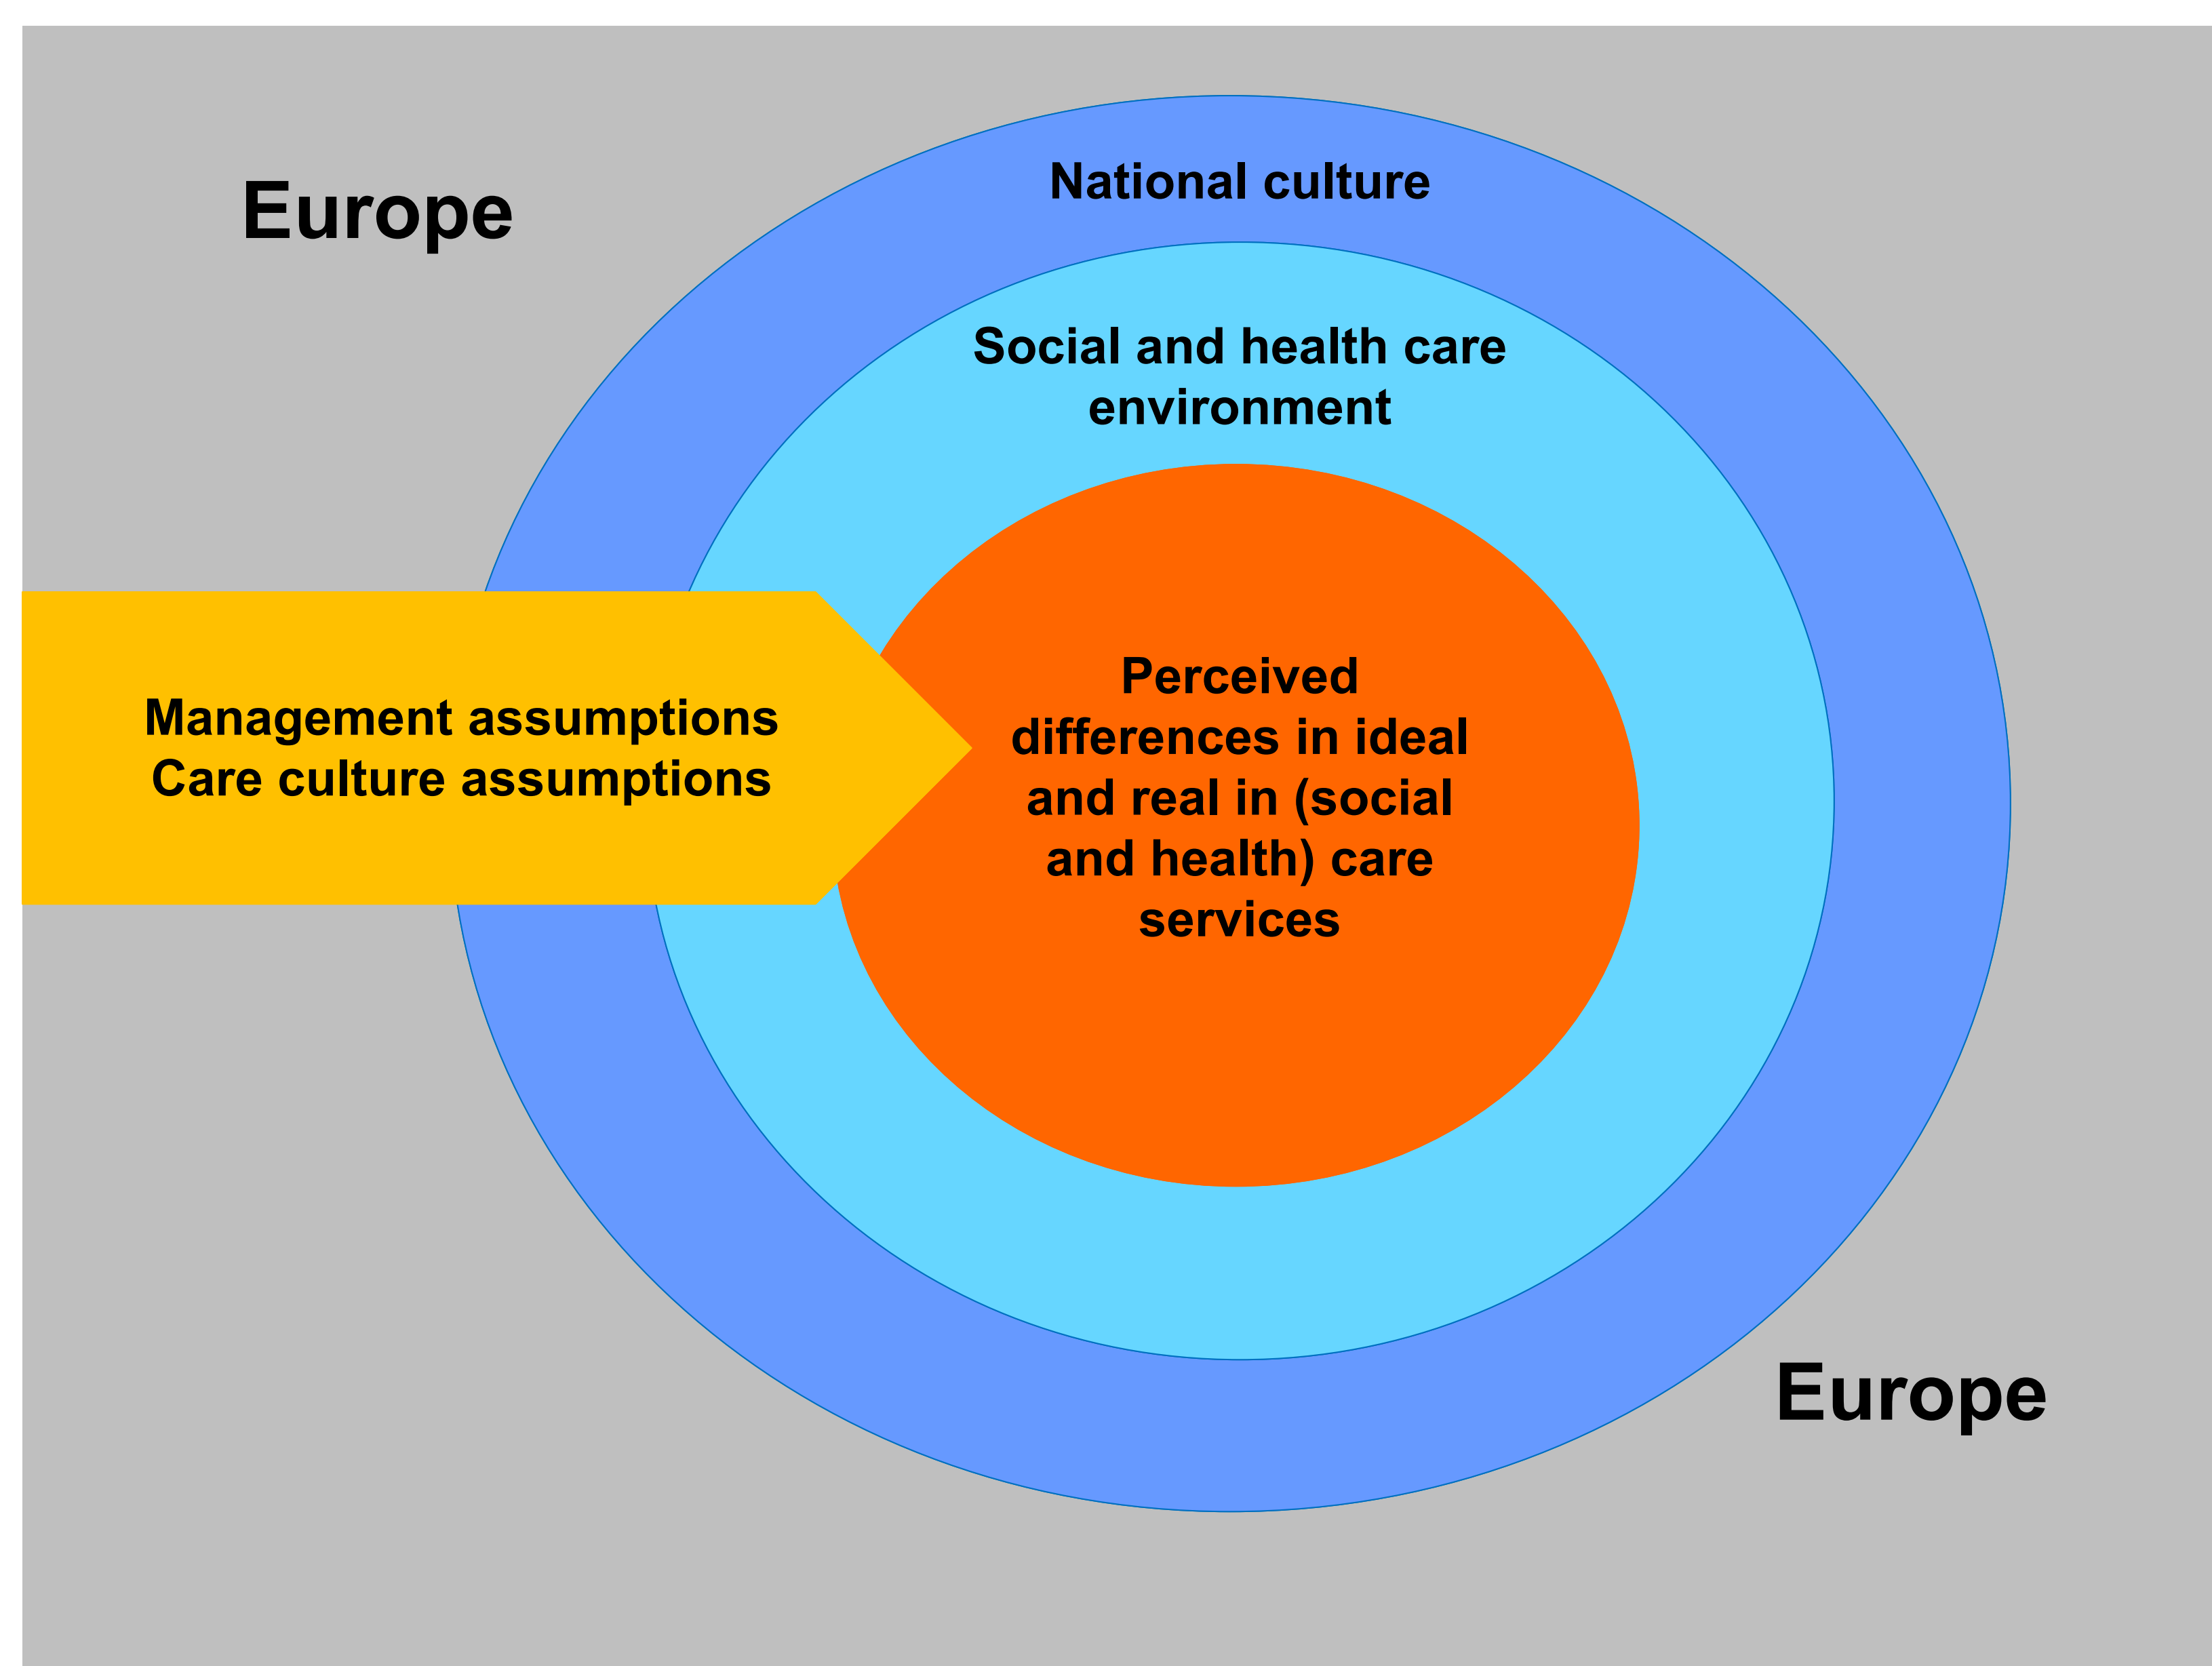 Europe
National culture
Social and health care
environment
Management assumptions
Care culture assumptions
Perceived
differences in ideal
and real in (social
and health) care
services
Europe